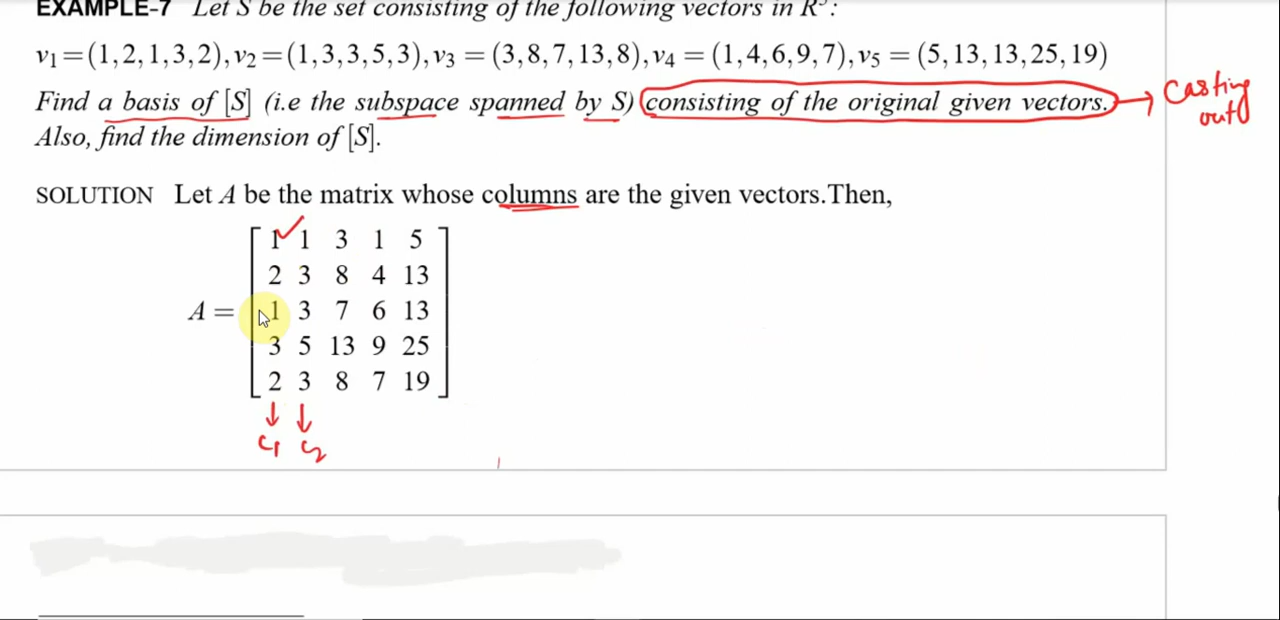 EXAMPLE-7 Let S be the set consisting of the following vectors in R⁵:
v₁=(1,2,1,3,2),v₂=(1,3,3,5,3),v₃ = (3,8,7,13,8),v₄ = (1,4,6,9,7),v₅ = (5,13,13,25,19)
Find a basis of [S] (i.e the subspace spanned by S) consisting of the original given vectors.
Casting
out
Also, find the dimension of [S].
SOLUTION Let A be the matrix whose columns are the given vectors.Then,
1 1 3 1 5
2 3 8 4 13
A = 1 3 7 6 13
3 5 13 9 25
2 3 8 7 19
↓ ↓
C₁ C₂